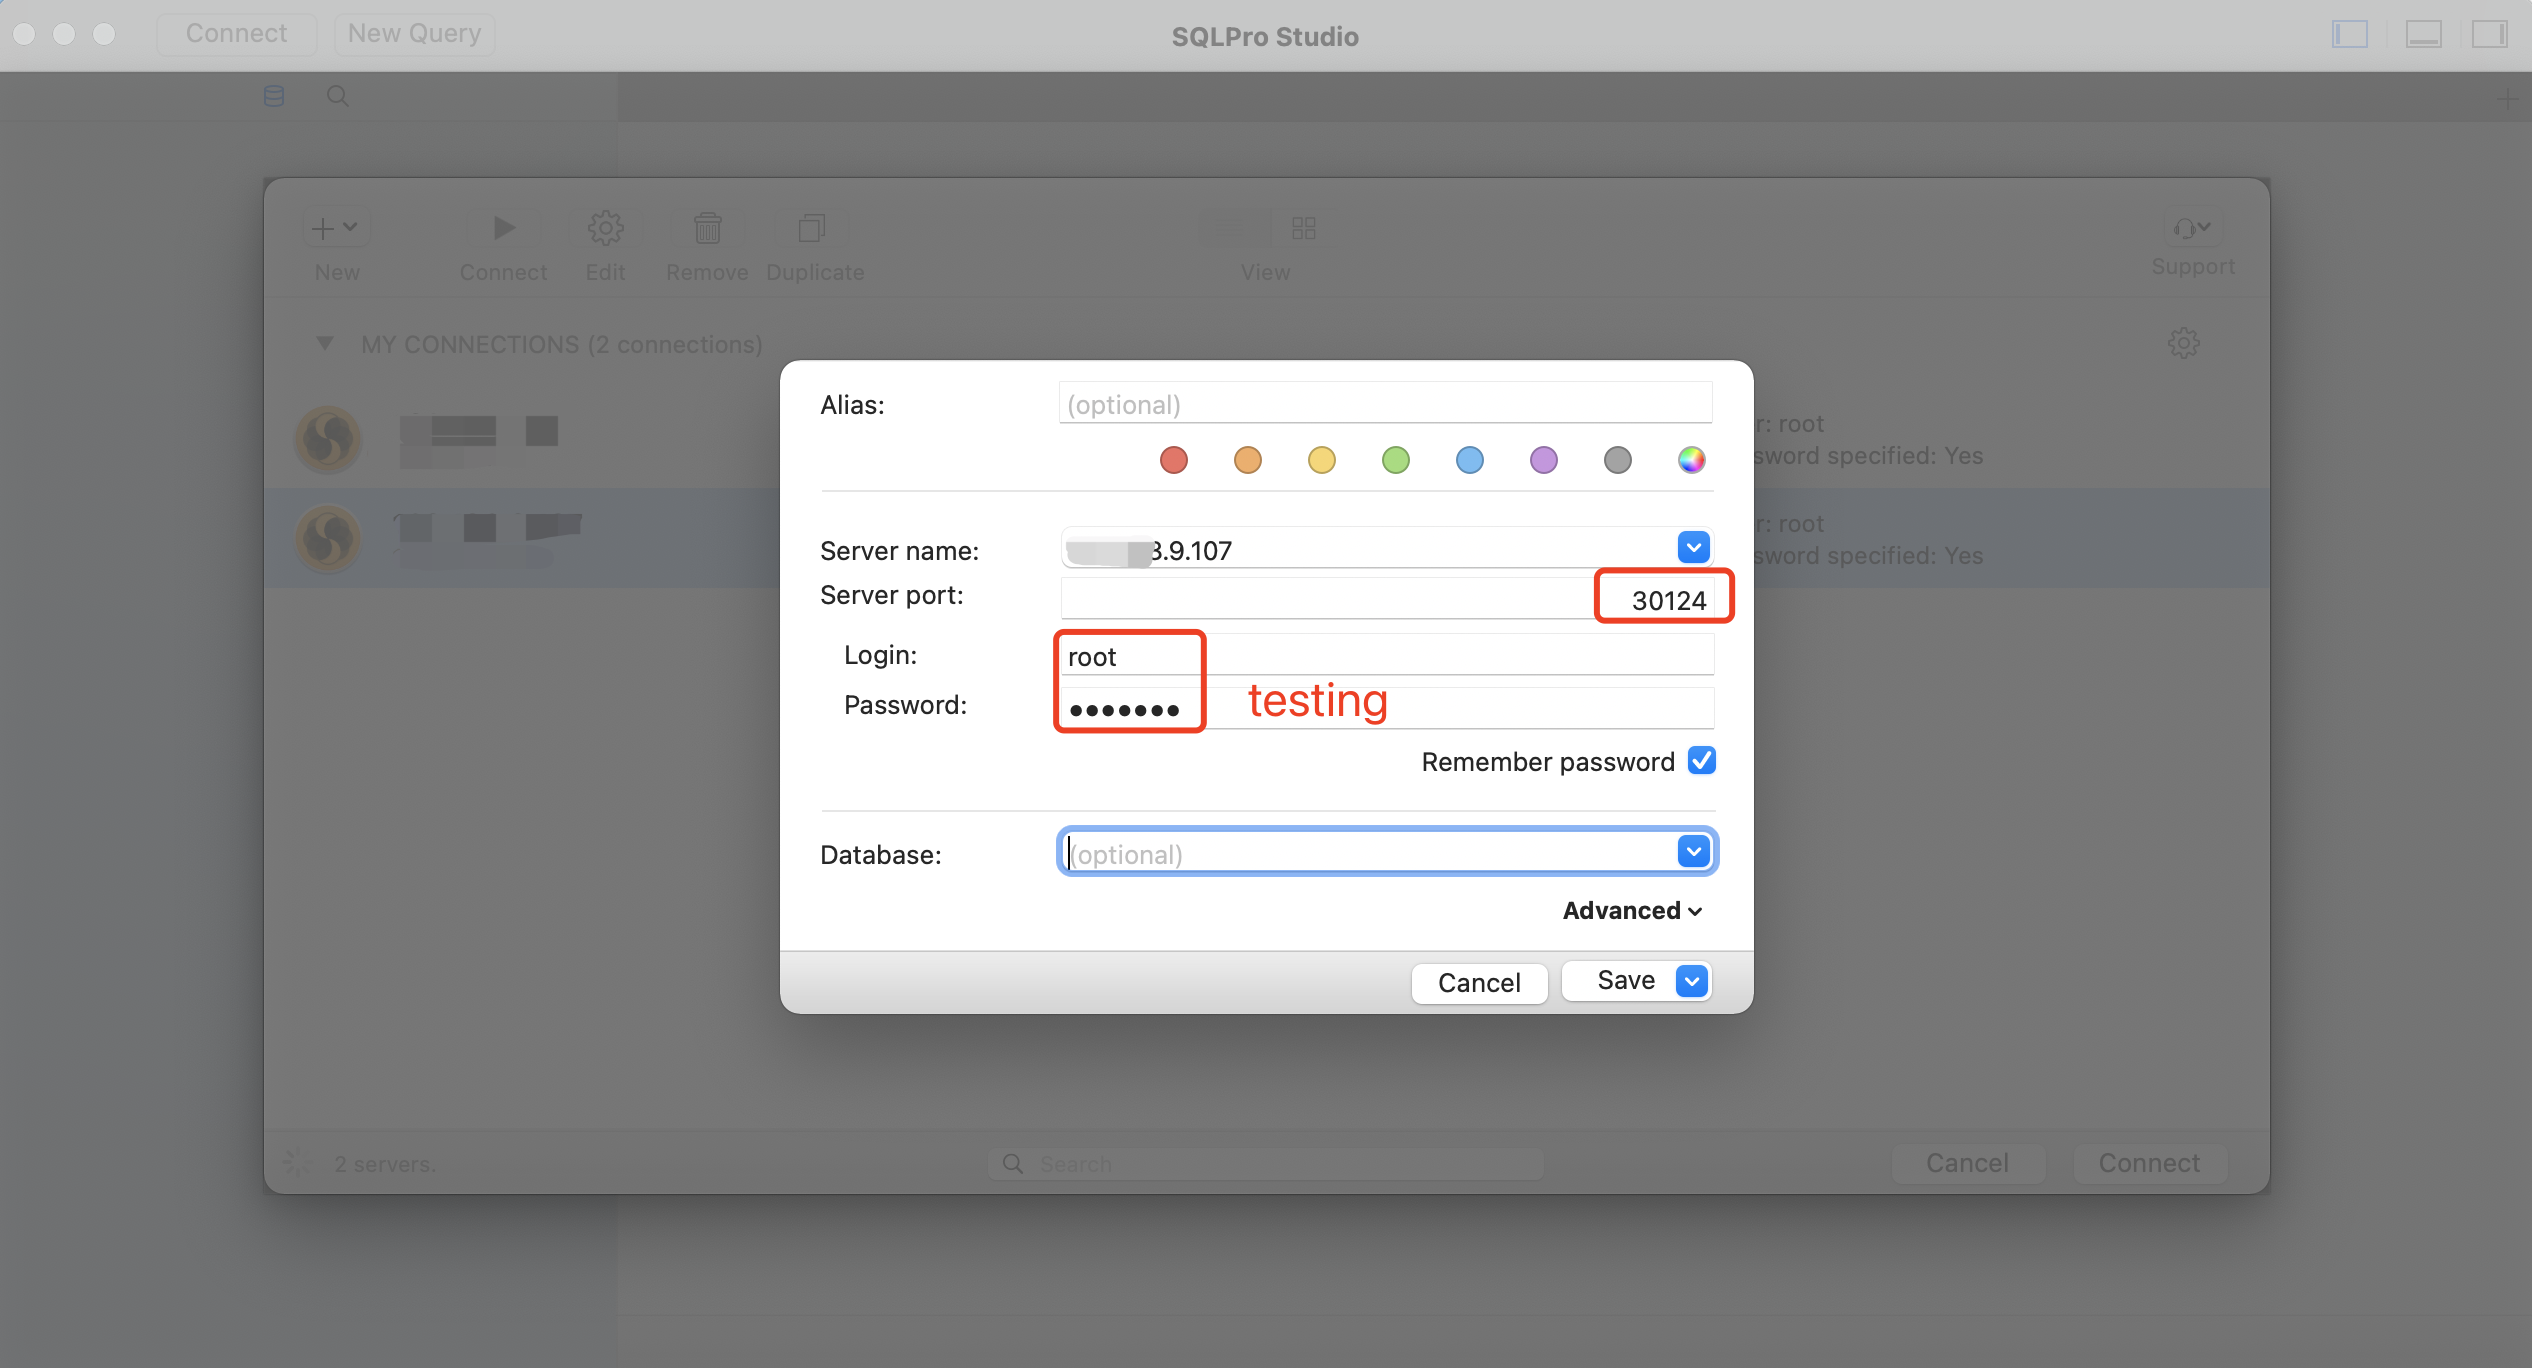 Connect New Query SQLPro Studio
New Connect Edit Remove Duplicate View Support
MY CONNECTIONS (2 connections)
r: root
sword specified: Yes
r: root
sword specified: Yes
Alias: (optional)
Server name: 3.9.107
Server port: 30124
Login: root
Password: ●●●●●●● testing
Remember password
Database: (optional)
Advanced
Cancel Save
2 servers. Search Cancel Connect